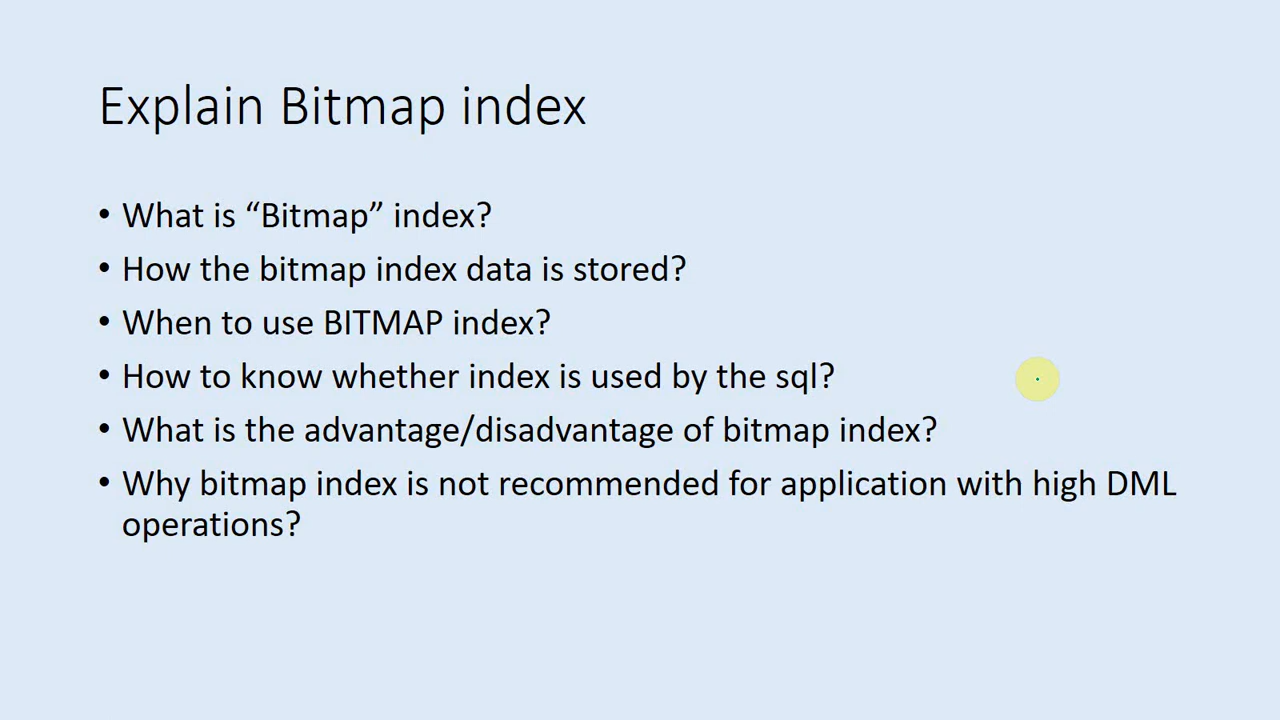 Explain Bitmap index
• What is “Bitmap” index?
• How the bitmap index data is stored?
• When to use BITMAP index?
• How to know whether index is used by the sql?
• What is the advantage/disadvantage of bitmap index?
• Why bitmap index is not recommended for application with high DML
operations?